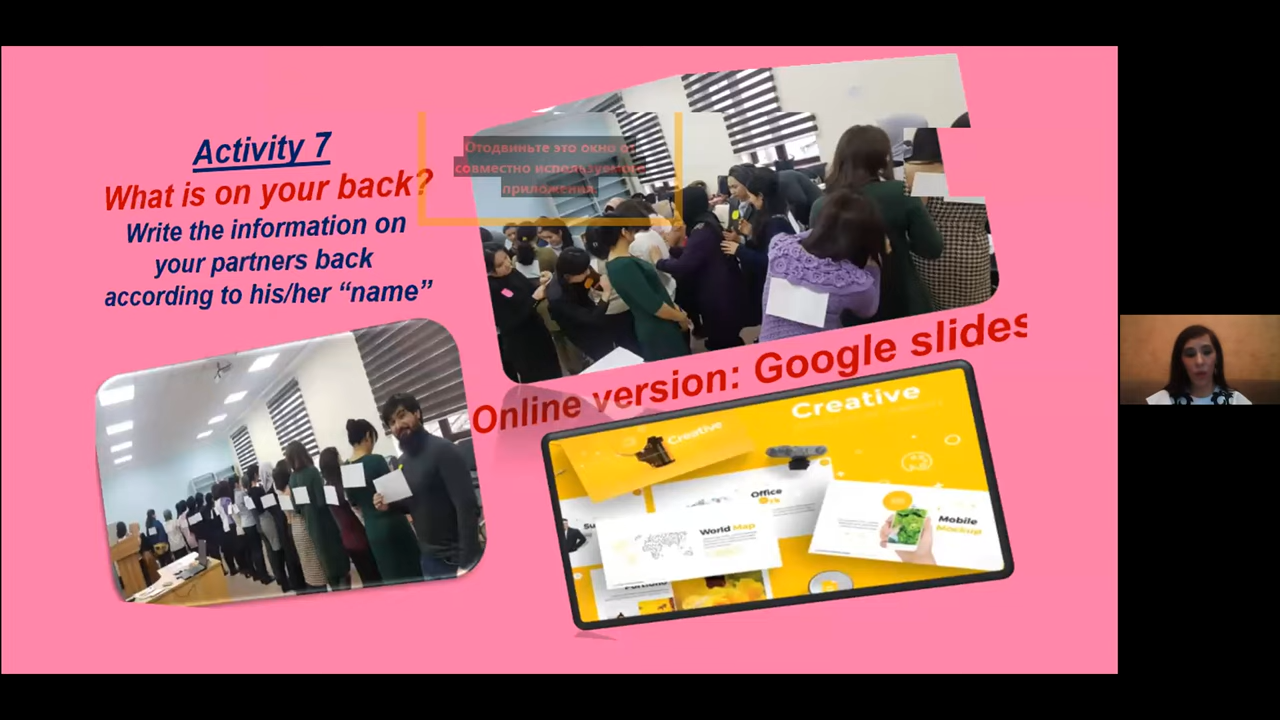 Activity 7
What is on your back?
Write the information on
your partners back
according to his/her “name”
Отодвиньте это окно от
совместно используемого
приложения.
Online version: Google slides
Creative
Creative
Office
World Map
Mobile
Mockup